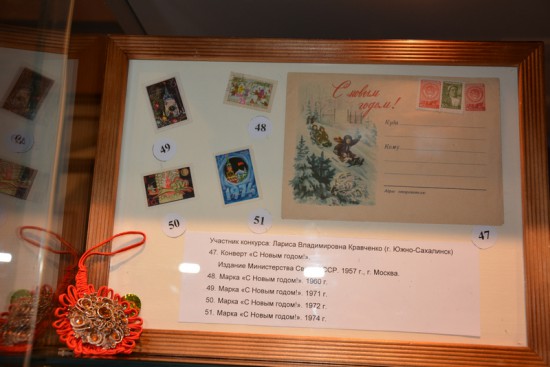 С новым
годом!
Куда
Кому
49
48
47
50
51
1974
Участник конкурса: Лариса Владимировна Кравченко (г. Южно-Сахалинск)
47. Конверт «С Новым годом!».
Издание Министерства СССР. 1957 г., г. Москва.
48. Марка «С Новым годом!». 1960 г.
49. Марка «С Новым годом!». 1971 г.
50. Марка «С Новым годом!». 1972 г.
51. Марка «С Новым годом!». 1974 г.